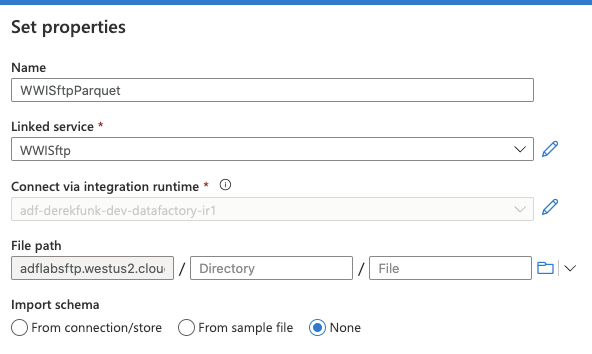 Set properties
Name
WWISftpParquet
Linked service *
WWISftp
Connect via integration runtime *
adf-derekfunk-dev-datafactory-ir1
File path
adflabsftp.westus2.clou / Directory / File
Import schema
From connection/store From sample file None